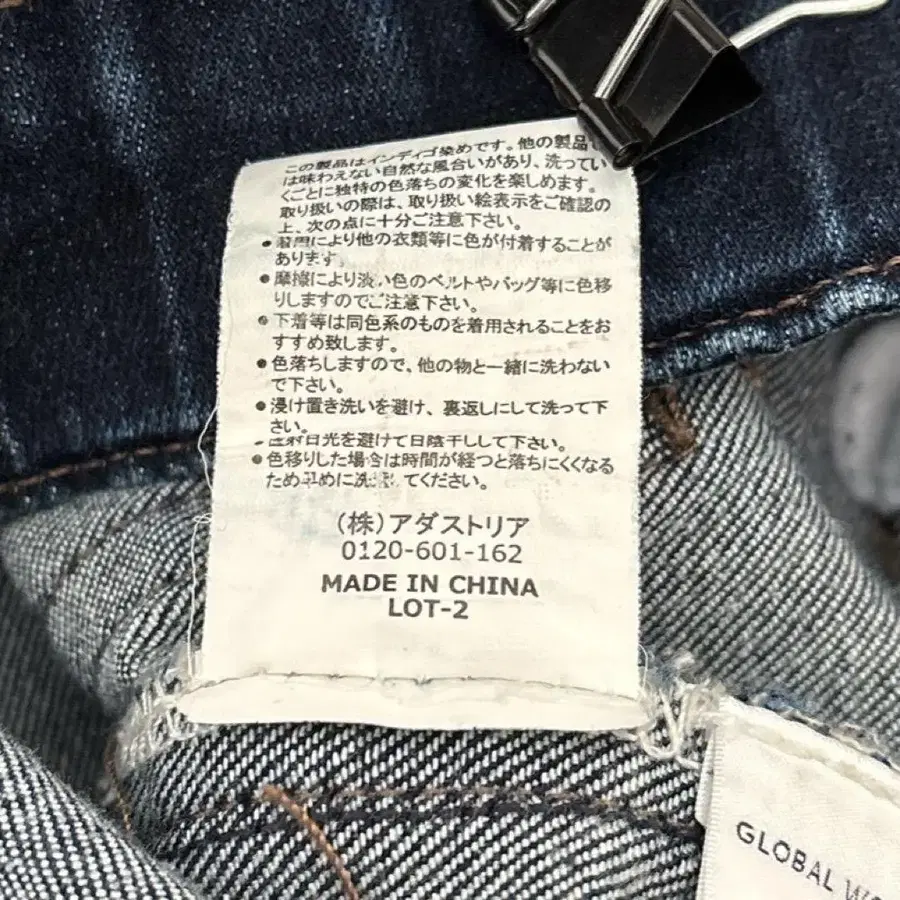 この製品はインディゴ染めです。他の製品で
は味わえない自然な風合いがあり、洗ってい
くごとに独特の色落ちの変化を楽しめます。
取り扱いの際は、取り扱い絵表示をご確認の
上、次の点に十分ご注意下さい。
●着用により他の衣類等に色が付着することが
あります。
●摩擦により淡い色のベルトやバッグ等に色移
りしますのでご注意下さい。
●下着等は同色系のものを着用されることをお
すすめ致します。
●色落ちしますので、他の物と一緒に洗わない
で下さい。
●浸け置き洗いを避け、裏返しにして洗って下
さい。
●直射日光を避けて日陰干しして下さい。
●色移りした場合は時間が経つと落ちにくくなる
ため早めに洗濯してください。
(株)アダストリア
0120-601-162
MADE IN CHINA
LOT-2
GLOBAL